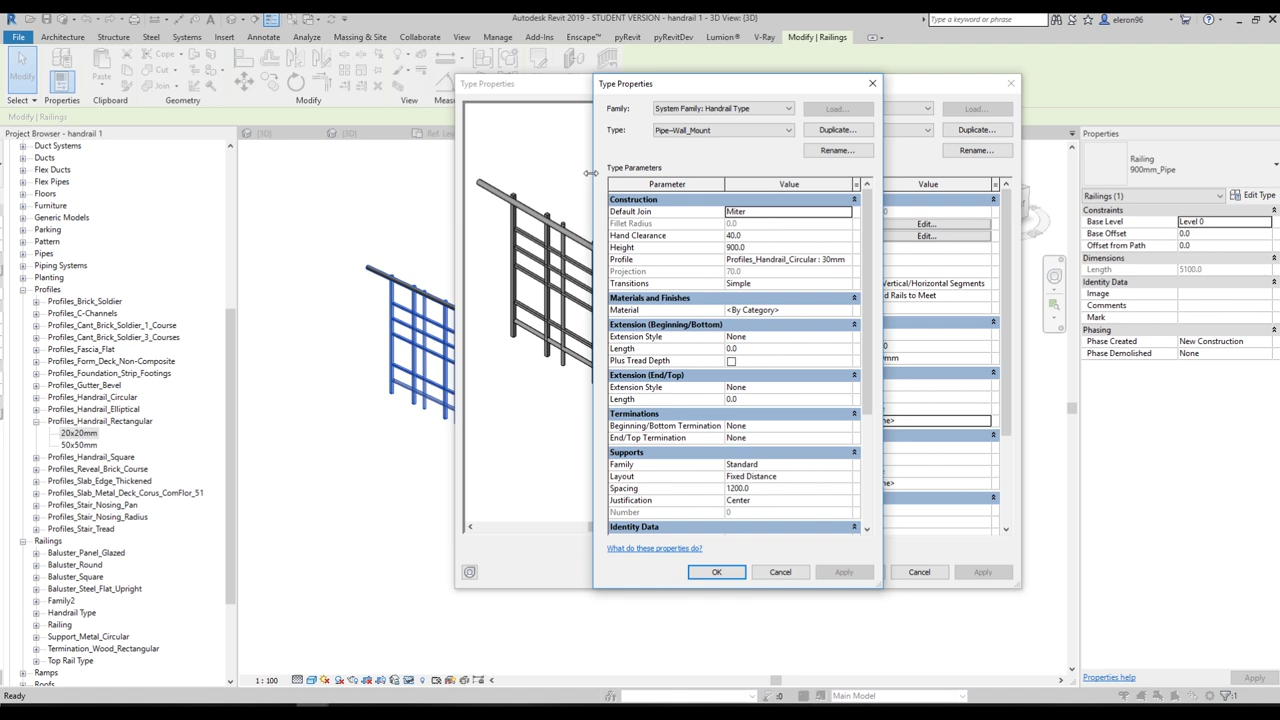 Autodesk Revit 2019 - STUDENT VERSION - handrail 1 - 3D View: {3D}
Type a keyword or phrase
eleron96
File Architecture Structure Steel Systems Insert Annotate Analyze Massing & Site Collaborate View Manage Add-Ins Enscape™ pyRevit pyRevitDev Lumion® V-Ray Modify | Railings
Modify
Paste
Cope
Cut
Join
Select Properties Clipboard Geometry Modify View
Modify | Railings
Project Browser - handrail 1
Duct Systems
Ducts
Flex Ducts
Flex Pipes
Floors
Furniture
Generic Models
Parking
Pattern
Pipes
Piping Systems
Planting
Profiles
Profiles_Brick_Soldier
Profiles_C-Channels
Profiles_Cant_Brick_Soldier_1_Course
Profiles_Cant_Brick_Soldier_3_Courses
Profiles_Fascia_Flat
Profiles_Form_Deck_Non-Composite
Profiles_Foundation_Strip_Footings
Profiles_Gutter_Bevel
Profiles_Handrail_Circular
Profiles_Handrail_Elliptical
Profiles_Handrail_Rectangular
20x20mm
50x50mm
Profiles_Handrail_Square
Profiles_Reveal_Brick_Course
Profiles_Slab_Edge_Thickened
Profiles_Slab_Metal_Deck_Corus_ComFlor_51
Profiles_Stair_Nosing_Pan
Profiles_Stair_Nosing_Radius
Profiles_Stair_Tread
Railings
Baluster_Panel_Glazed
Baluster_Round
Baluster_Square
Baluster_Steel_Flat_Upright
Family2
Handrail Type
Railing
Support_Metal_Circular
Termination_Wood_Rectangular
Top Rail Type
Ramps
Roofs
{3D}
{3D}
Type Properties
Type Properties
Family: System Family: Handrail Type Load...
Type: Pipe-Wall_Mount Duplicate...
Rename...
Type Parameters
Parameter Value =
Construction
Default Join Miter
Fillet Radius 0.0
Hand Clearance 40.0
Height 900.0
Profile Profiles_Handrail_Circular : 30mm
Projection 70.0
Transitions Simple
Materials and Finishes
Material <By Category>
Extension (Beginning/Bottom)
Extension Style None
Length 0.0
Plus Tread Depth
Extension (End/Top)
Extension Style None
Length 0.0
Terminations
Beginning/Bottom Termination None
End/Top Termination None
Supports
Family Standard
Layout Fixed Distance
Spacing 1200.0
Justification Center
Number 0
Identity Data
What do these properties do?
OK Cancel Apply
Load...
Duplicate...
Rename...
Value =
Edit...
Edit...
Vertical/Horizontal Segments
d Rails to Meet
Cancel Apply
Properties
Railing
900mm_Pipe
Railings (1) Edit Type
Constraints
Base Level Level 0
Base Offset 0.0
Offset from Path 0.0
Dimensions
Length 5100.0
Identity Data
Image
Comments
Mark
Phasing
Phase Created New Construction
Phase Demolished None
Properties help Apply
1 : 100
Ready
:0
Main Model
:1